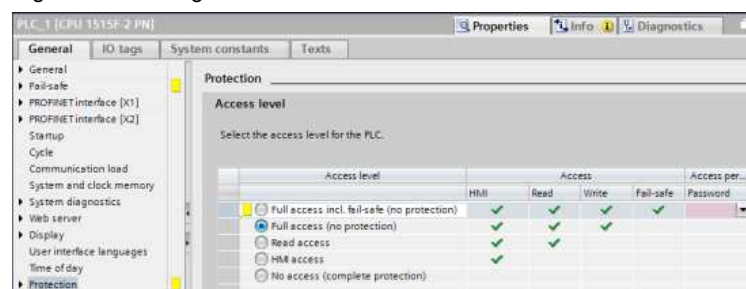 PLC_1 [CPU 1515F-2 PN]
Properties
Info
Diagnostics
General
IO tags
System constants
Texts
General
Fail-safe
PROFINET interface [X1]
PROFINET interface [X2]
Startup
Cycle
Communication load
System and clock memory
System diagnostics
Web server
Display
User interface languages
Time of day
Protection
Protection
Access level
Select the access level for the PLC.
Access level
Access
Access per...
HMI
Read
Write
Fail-safe
Password
Full access incl. fail-safe (no protection)
Full access (no protection)
Read access
HMI access
No access (complete protection)